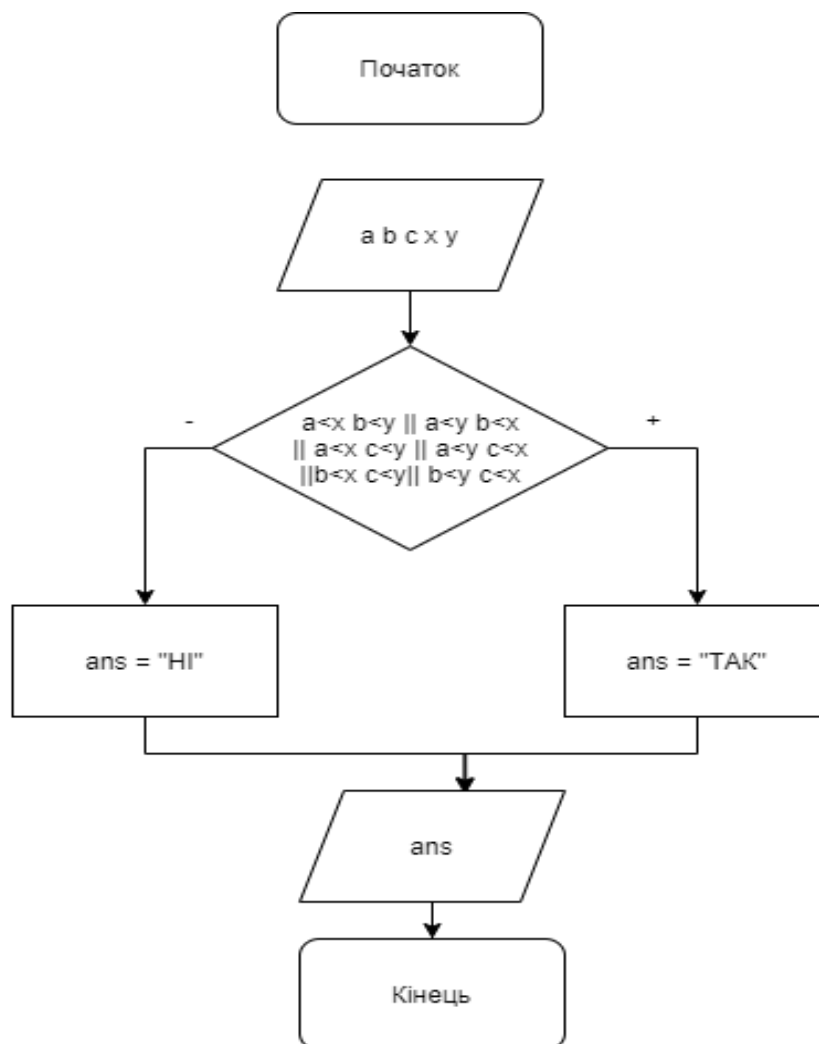 Початок
a b c x y
-
+
a<x b<y || a<y b<x
|| a<x c<y || a<y c<x
||b<x c<y|| b<y c<x
ans = "НІ"
ans = "ТАК"
ans
Кінець